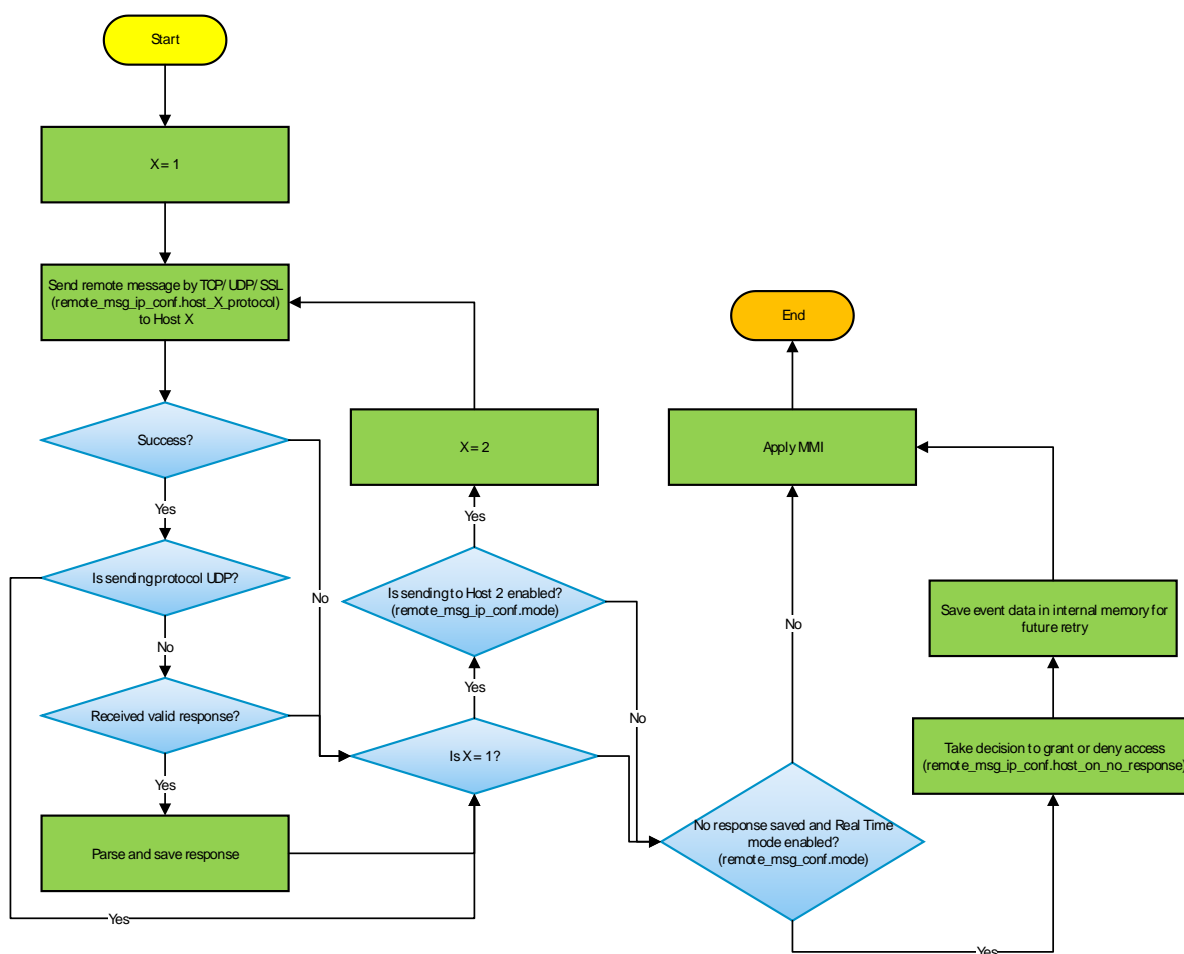 Start
X = 1
Send remote message by TCP/UDP/SSL
(remote_msg_ip_conf.host_X_protocol)
to Host X
Success?
Yes
Is sending protocol UDP?
No
Received valid response?
Yes
Parse and save response
Yes
No
X = 2
Yes
Is sending to Host 2 enabled?
(remote_msg_ip_conf.mode)
Yes
Is X = 1?
No
End
Apply MMI
No
No response saved and Real Time
mode enabled?
(remote_msg_conf.mode)
Yes
Save event data in internal memory for
future retry
Take decision to grant or deny access
(remote_msg_ip_conf.host_on_no_response)